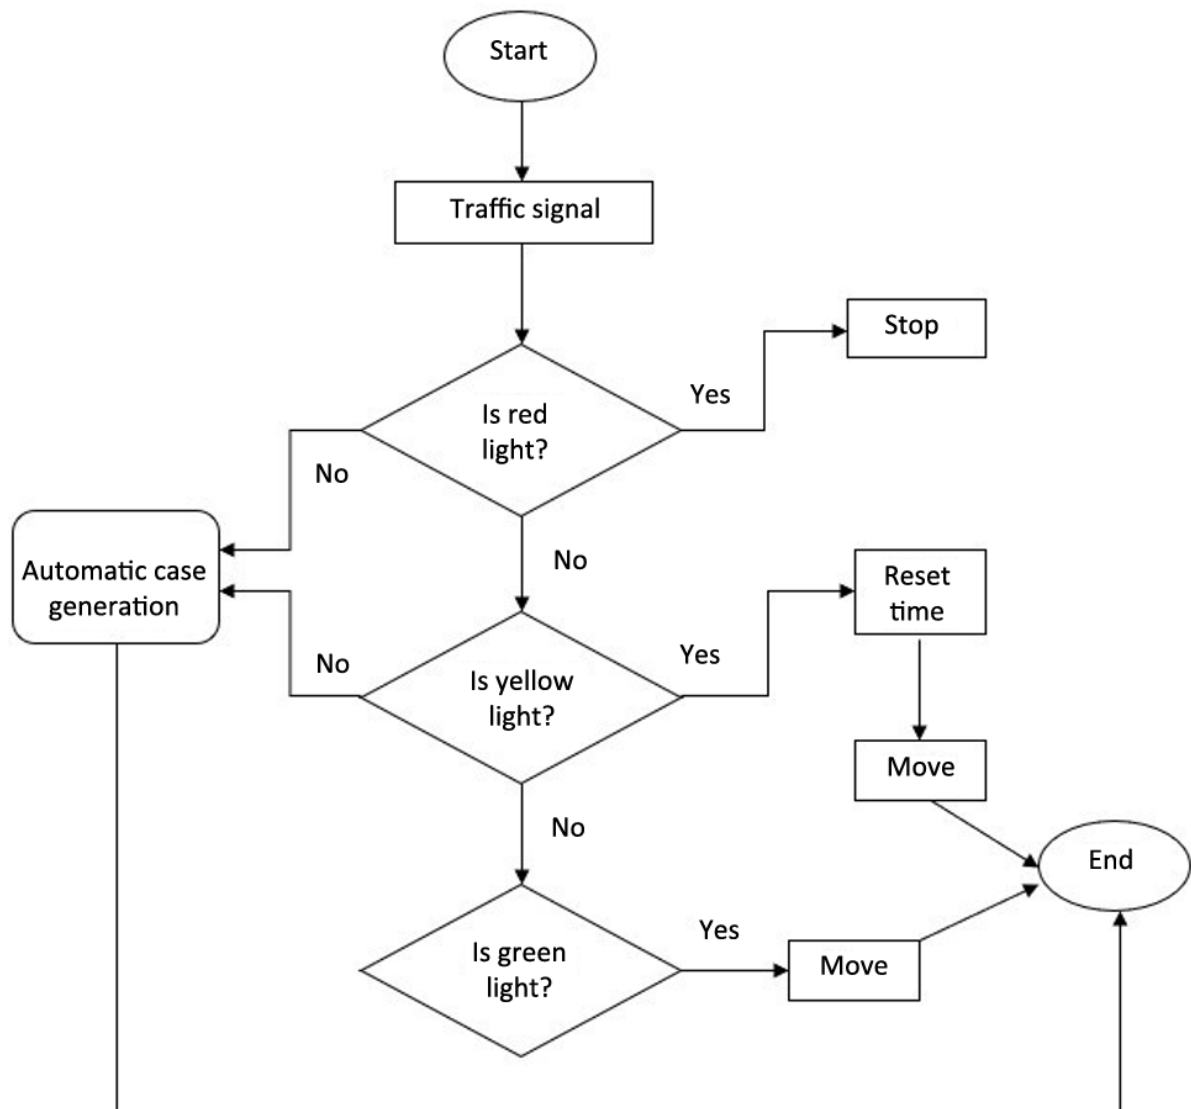 Start
Traffic signal
Stop
Yes
Is red
light?
No
No
Automatic case
generation
Reset
time
Yes
No
Is yellow
light?
Move
No
End
Yes
Is green
light?
Move